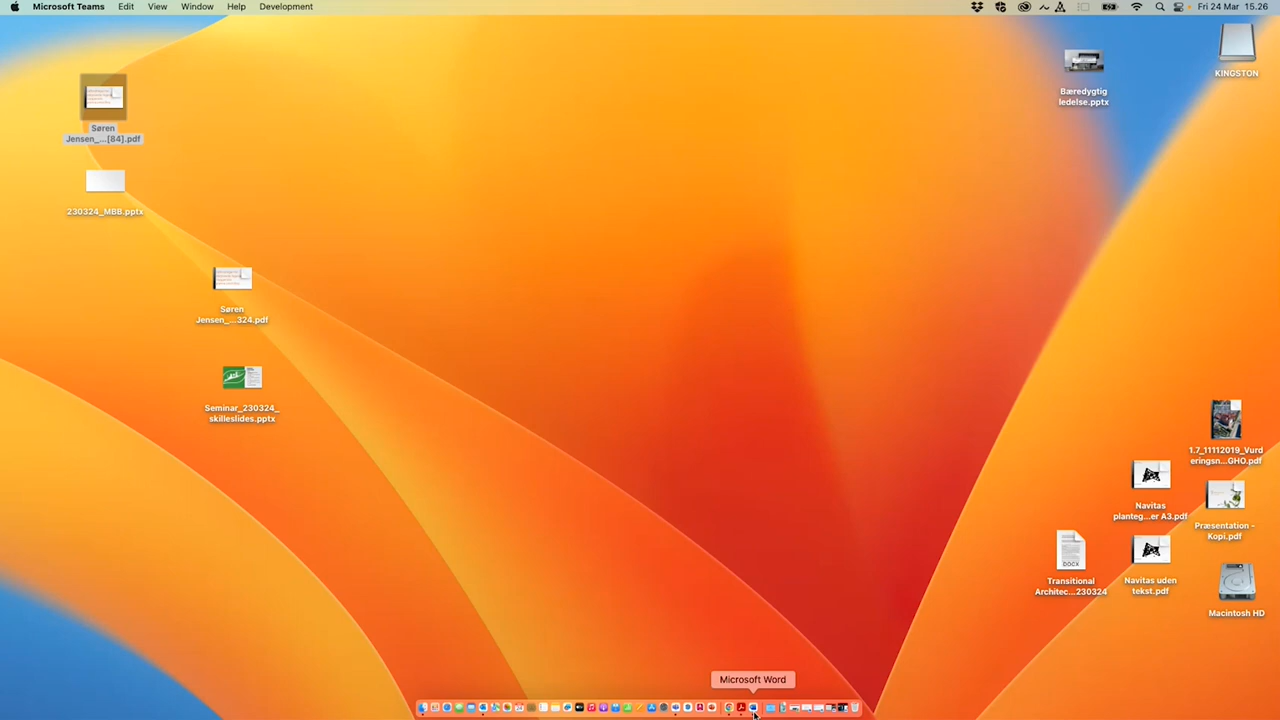 Microsoft Teams Edit View Window Help Development Fri 24 Mar 15.26
KINGSTON
Bæredygtig
ledelse.pptx
Søren
Jensen_...[84].pdf
230324_MBB.pptx
Søren
Jensen_...324.pdf
Seminar_230324_
skilleslides.pptx
1.7_11112019_Vurd
eringsn...GHO.pdf
Navitas
planteg...er A3.pdf
Præsentation -
Kopi.pdf
DOCX
Transitional
Architec...230324
Navitas uden
tekst.pdf
Macintosh HD
Microsoft Word